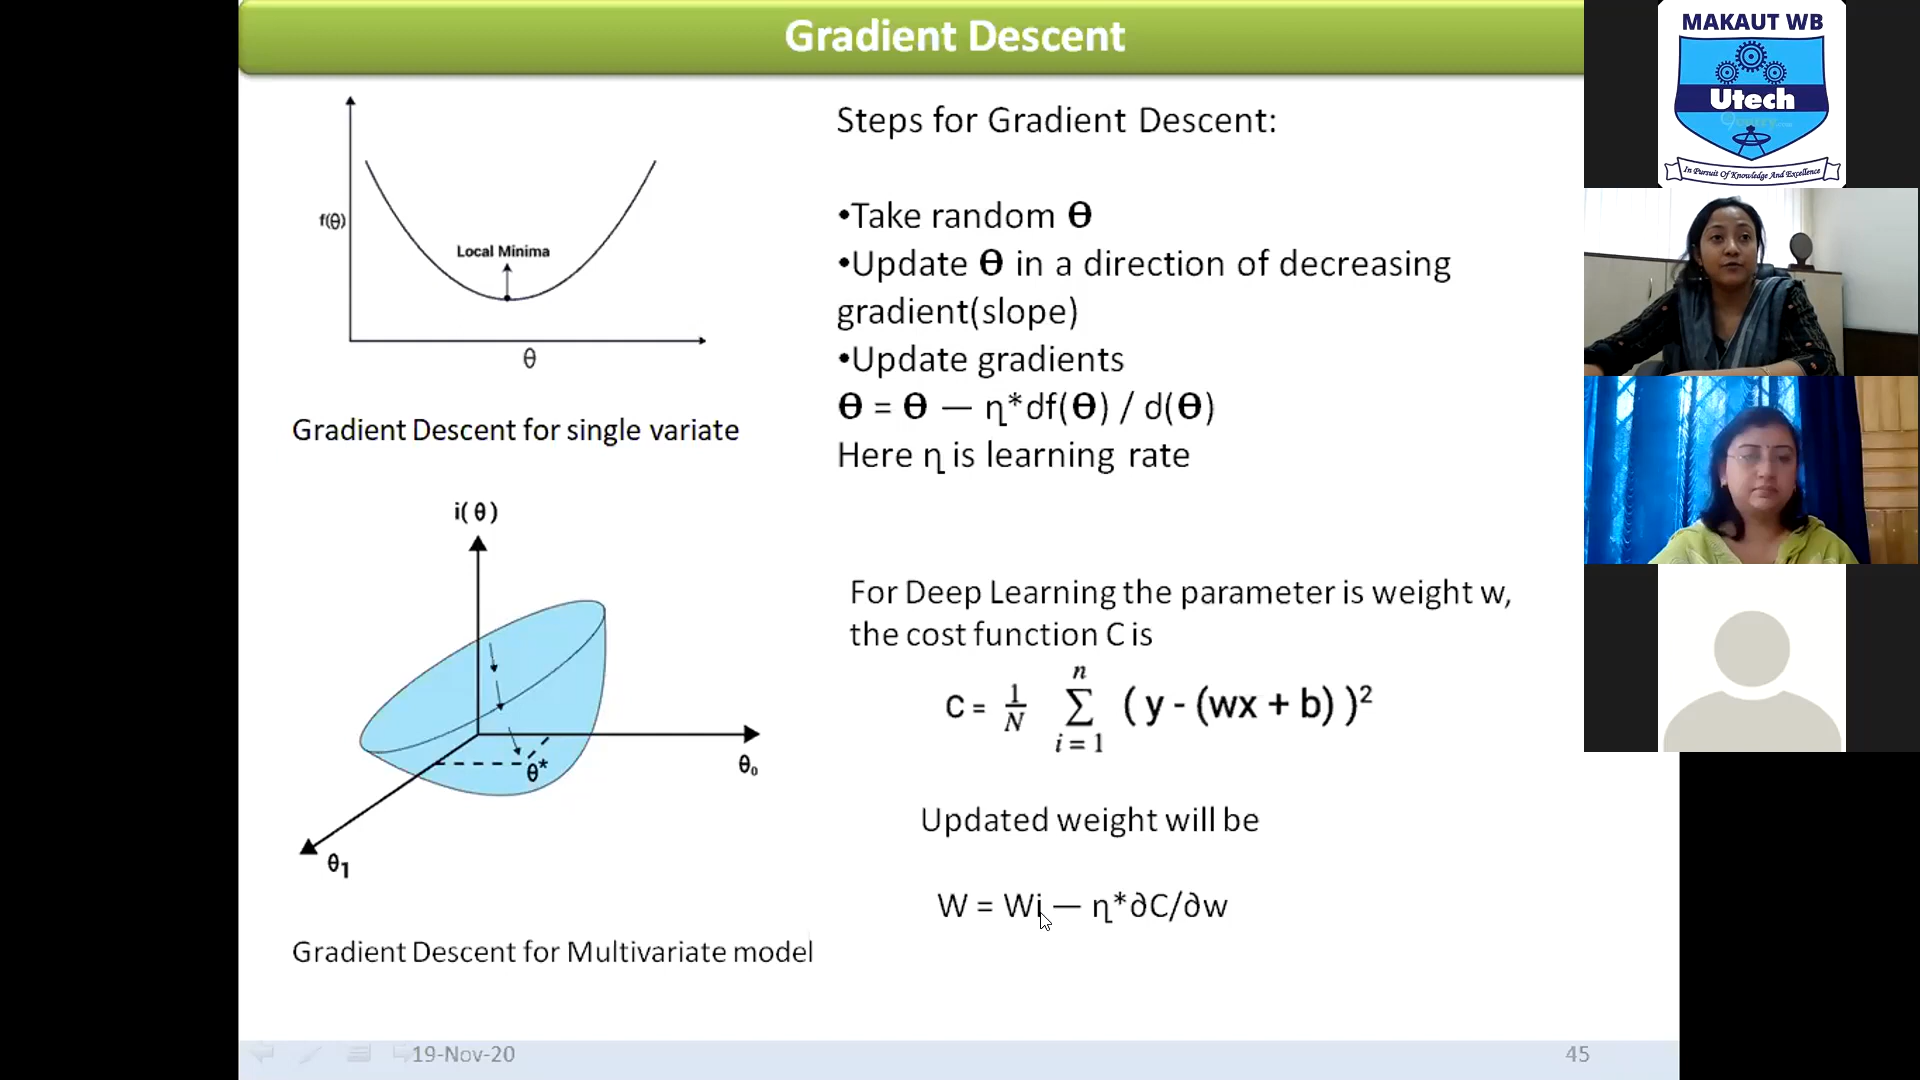 Gradient Descent
f(θ)
Local Minima
θ
Gradient Descent for single variate
i( θ )
θ*
θ₀
θ1
Gradient Descent for Multivariate model
Steps for Gradient Descent:
•Take random Ɵ
•Update Ɵ in a direction of decreasing
gradient(slope)
•Update gradients
Ɵ = Ɵ — ɳ*df(Ɵ) / d(Ɵ)
Here ɳ is learning rate
For Deep Learning the parameter is weight w,
the cost function C is
C = 1/N n Σ i = 1 ( y - (wx + b) )²
Updated weight will be
W = Wi — ɳ*∂C/∂w
19-Nov-20
45
MAKAUT WB
Utech
In Pursuit Of Knowledge And Excellence